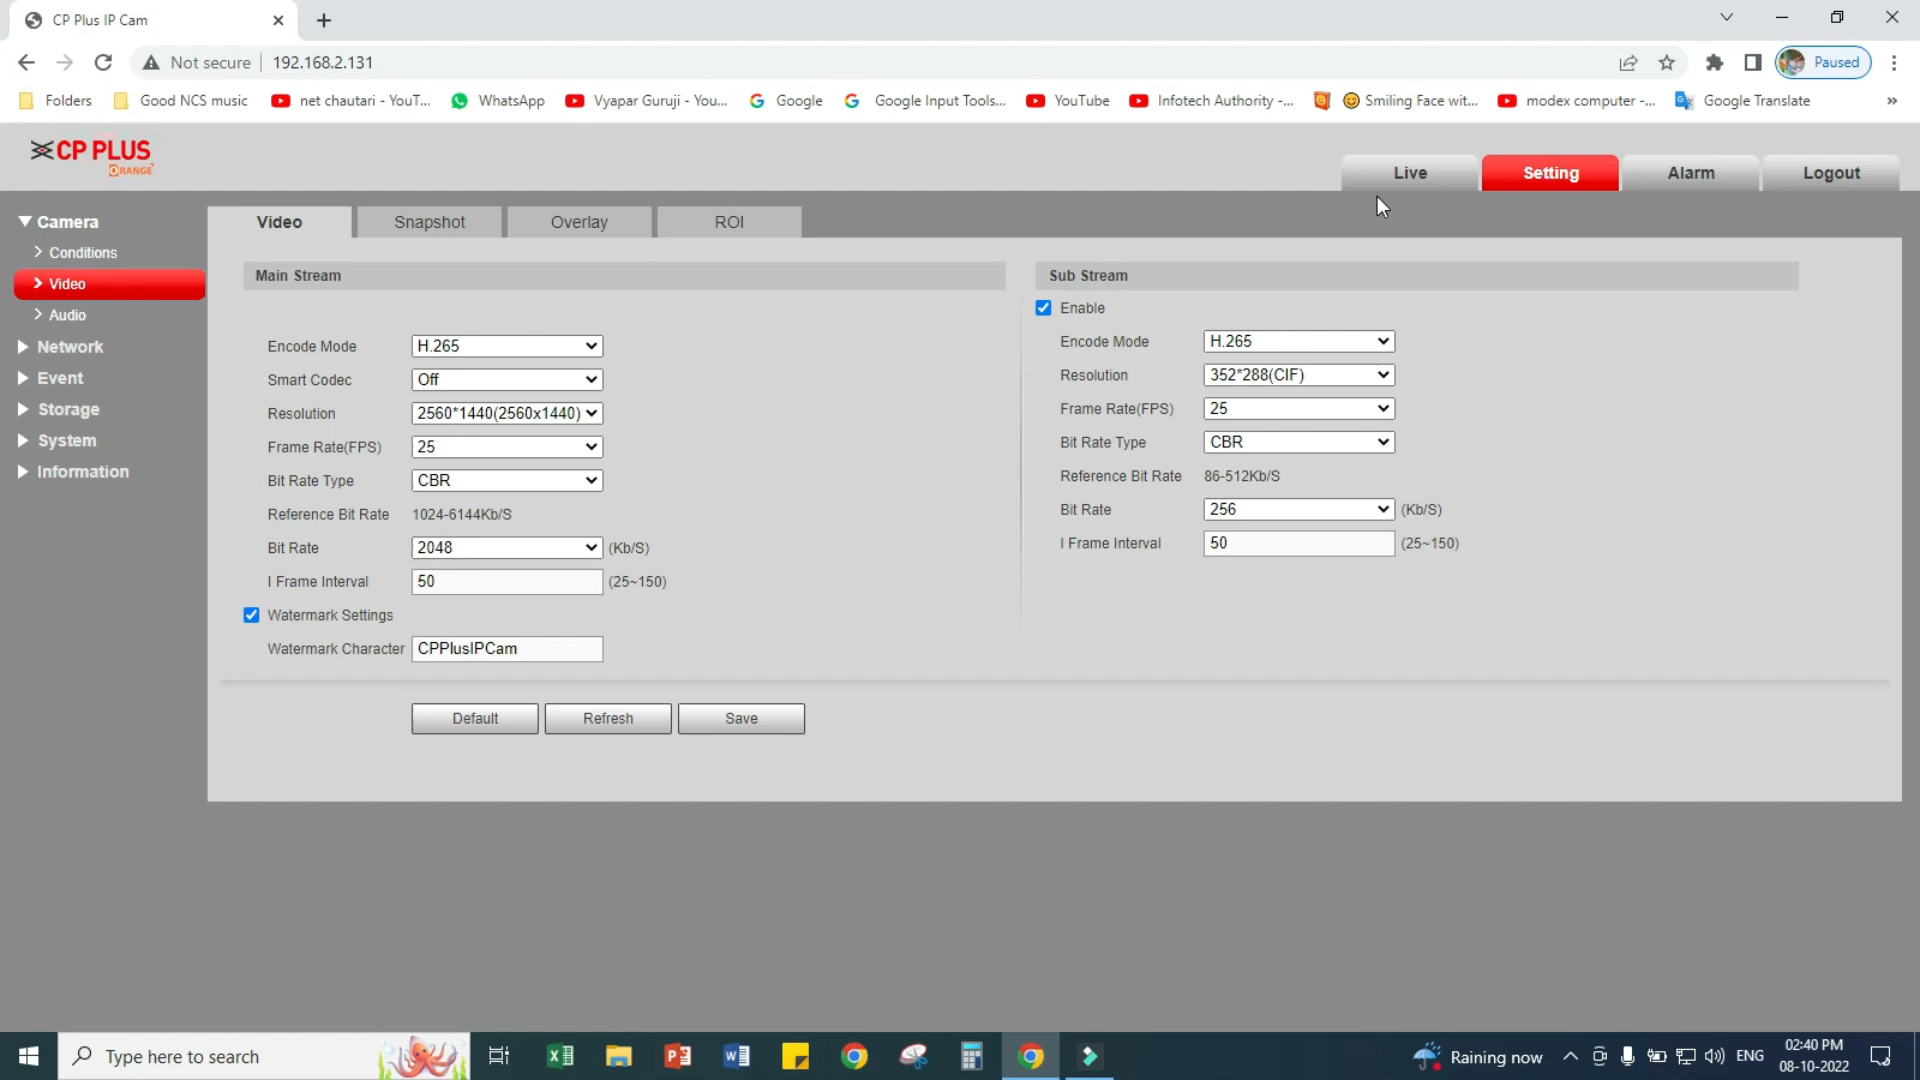 CP Plus IP Cam
Not secure 192.168.2.131 Paused
Folders Good NCS music net chautari - YouT... WhatsApp Vyapar Guruji - You... Google Google Input Tools... YouTube Infotech Authority -... Smiling Face wit... modex computer -... Google Translate »
CP PLUS
ORANGE
Live Setting Alarm Logout
Camera
Conditions
Video
Audio
Network
Event
Storage
System
Information
Video Snapshot Overlay ROI
Main Stream
Encode Mode H.265
Smart Codec Off
Resolution 2560*1440(2560x1440)
Frame Rate(FPS) 25
Bit Rate Type CBR
Reference Bit Rate 1024-6144Kb/S
Bit Rate 2048 (Kb/S)
I Frame Interval 50 (25~150)
Watermark Settings
Watermark Character CPPlusIPCam
Sub Stream
Enable
Encode Mode H.265
Resolution 352*288(CIF)
Frame Rate(FPS) 25
Bit Rate Type CBR
Reference Bit Rate 86-512Kb/S
Bit Rate 256 (Kb/S)
I Frame Interval 50 (25~150)
Default Refresh Save
Type here to search
Raining now ENG
02:40 PM
08-10-2022